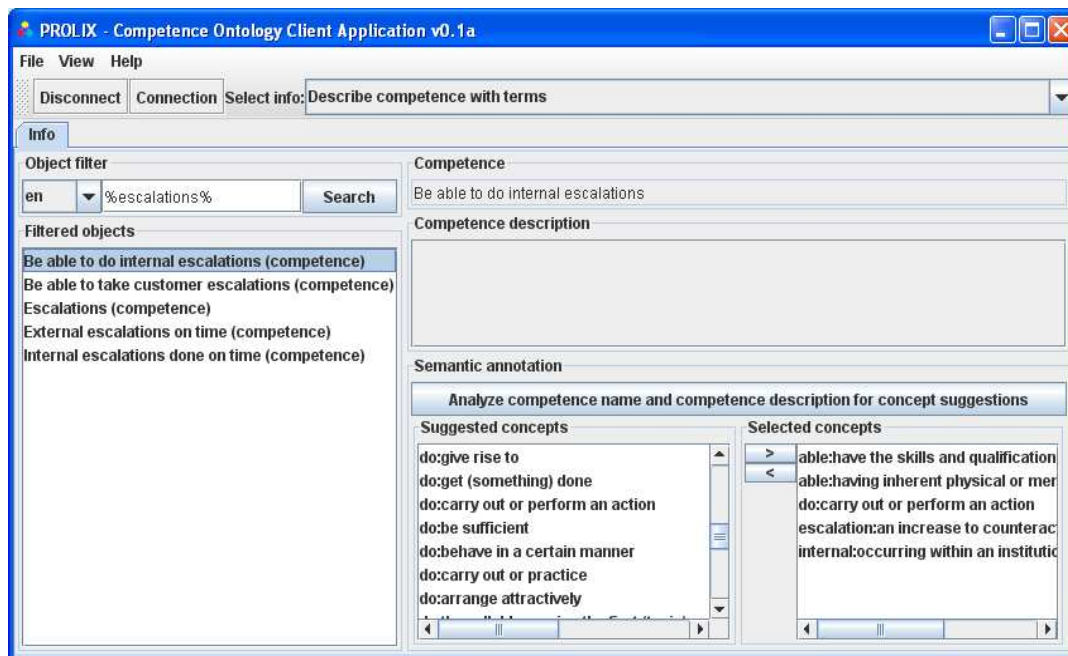 PROLIX - Competence Ontology Client Application v0.1a
File View Help
Disconnect Connection Select info: Describe competence with terms
Info
Object filter
en %escalations% Search
Filtered objects
Be able to do internal escalations (competence)
Be able to take customer escalations (competence)
Escalations (competence)
External escalations on time (competence)
Internal escalations done on time (competence)
Competence
Be able to do internal escalations
Competence description
Semantic annotation
Analyze competence name and competence description for concept suggestions
Suggested concepts
do:give rise to
do:get (something) done
do:carry out or perform an action
do:be sufficient
do:behave in a certain manner
do:carry out or practice
do:arrange attractively
Selected concepts
>
<
able:have the skills and qualification
able:having inherent physical or mer
do:carry out or perform an action
escalation:an increase to counterac
internal:occurring within an institutic